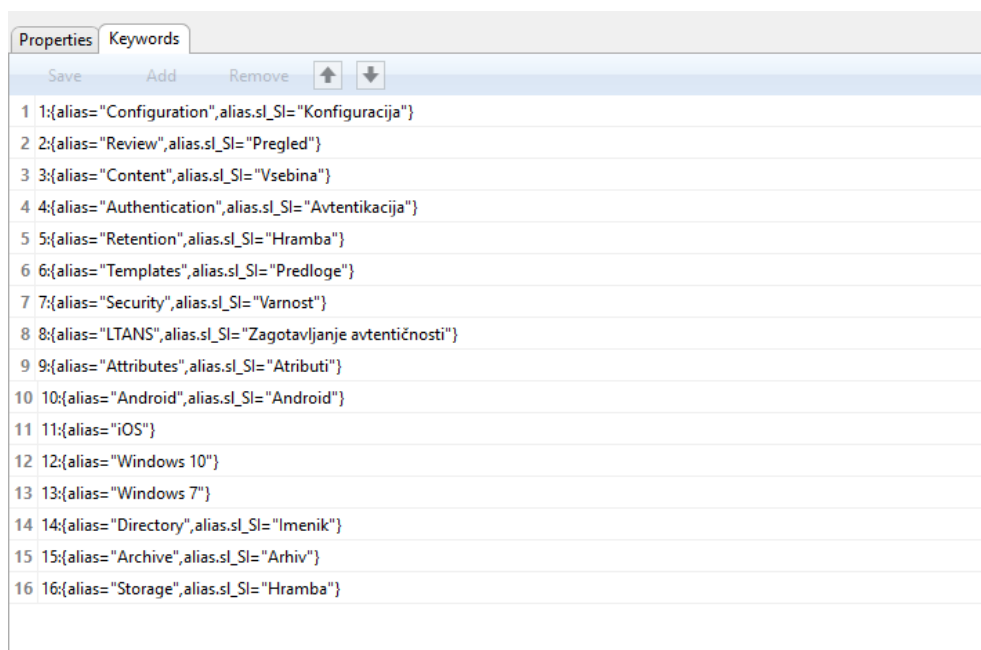 Properties Keywords
Save Add Remove
1 1:{alias="Configuration",alias.sl_SI="Konfiguracija"}
2 2:{alias="Review",alias.sl_SI="Pregled"}
3 3:{alias="Content",alias.sl_SI="Vsebina"}
4 4:{alias="Authentication",alias.sl_SI="Avtentikacija"}
5 5:{alias="Retention",alias.sl_SI="Hramba"}
6 6:{alias="Templates",alias.sl_SI="Predloge"}
7 7:{alias="Security",alias.sl_SI="Varnost"}
8 8:{alias="LTANS",alias.sl_SI="Zagotavljanje avtentičnosti"}
9 9:{alias="Attributes",alias.sl_SI="Atributi"}
10 10:{alias="Android",alias.sl_SI="Android"}
11 11:{alias="iOS"}
12 12:{alias="Windows 10"}
13 13:{alias="Windows 7"}
14 14:{alias="Directory",alias.sl_SI="Imenik"}
15 15:{alias="Archive",alias.sl_SI="Arhiv"}
16 16:{alias="Storage",alias.sl_SI="Hramba"}